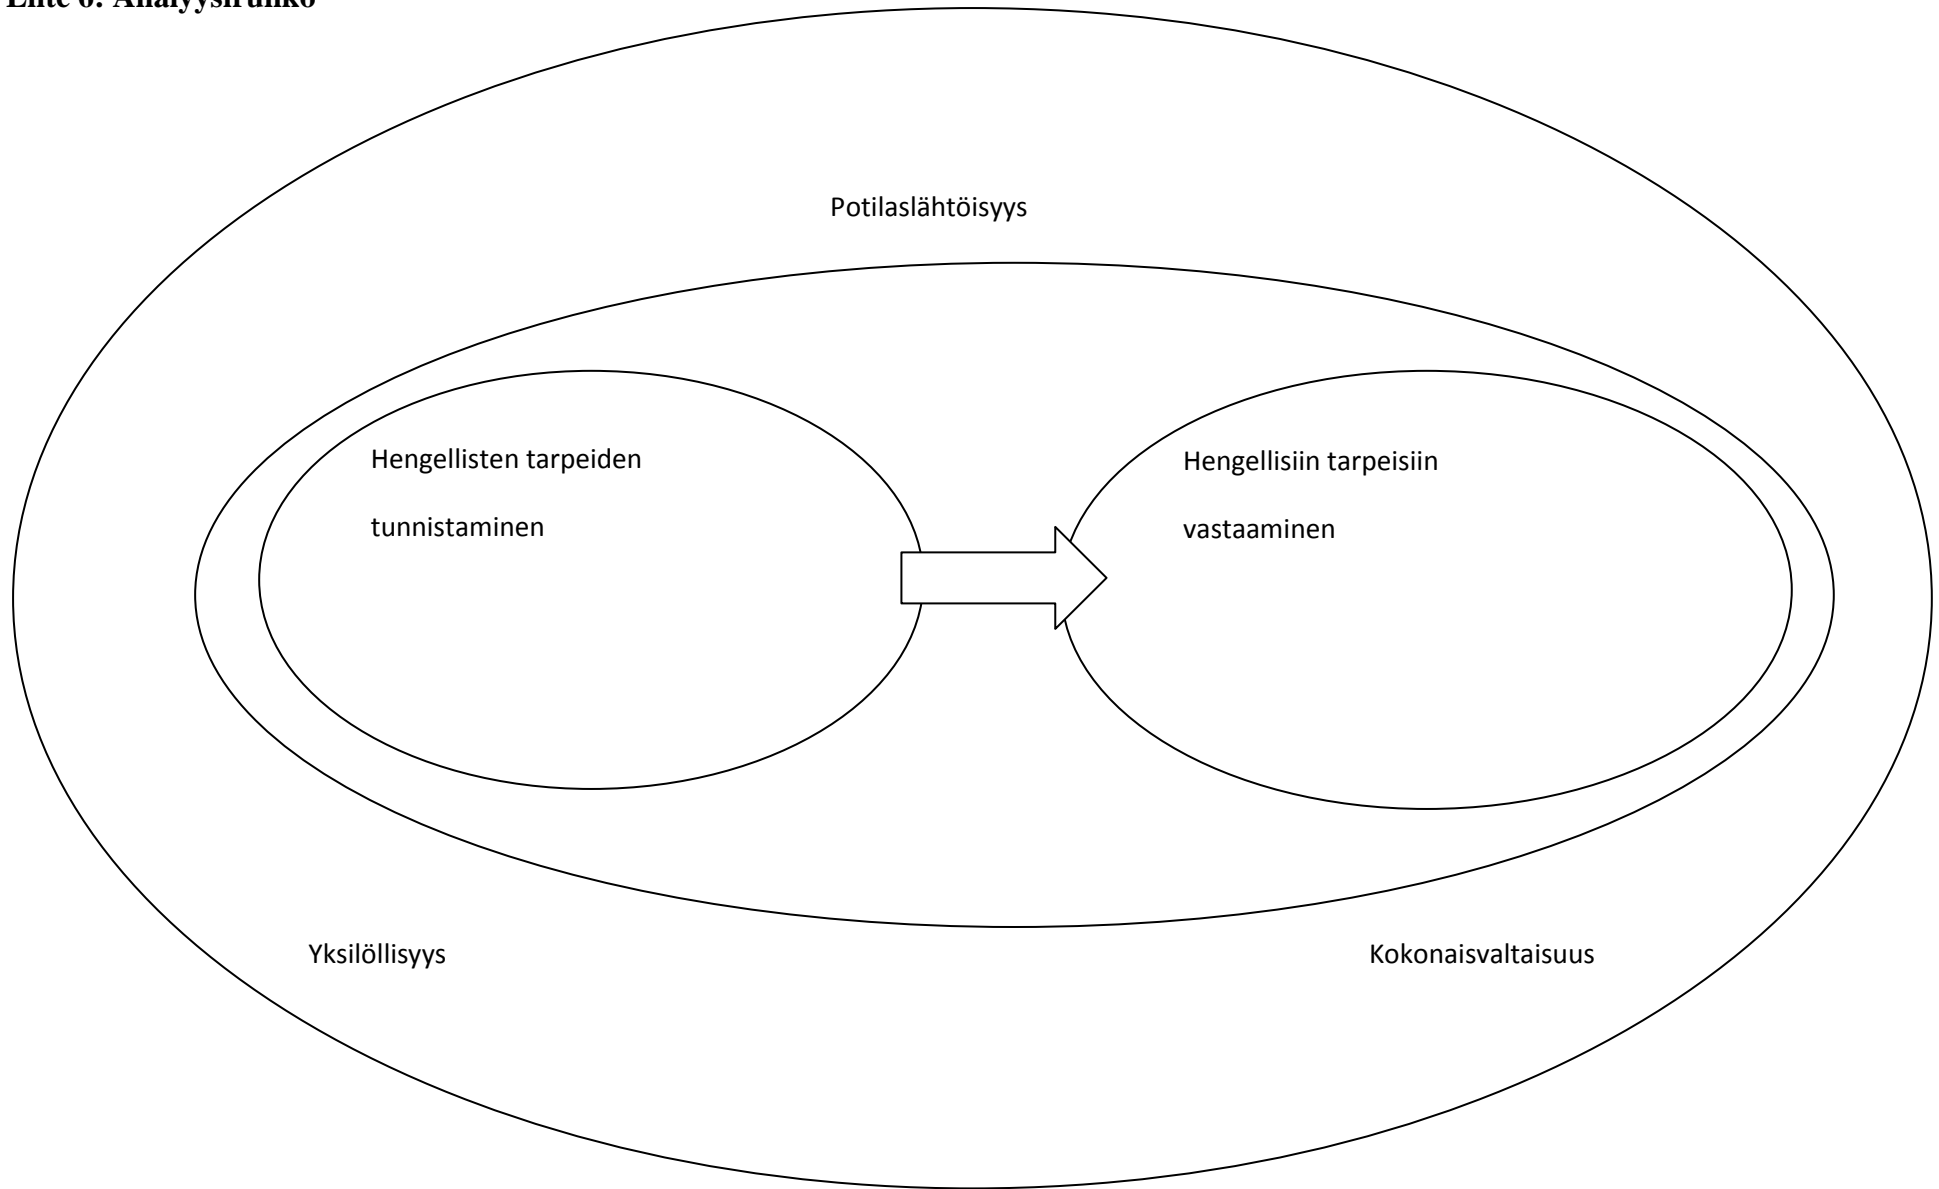 Liite 6: Analyysirunko
Potilaslähtöisyys
Hengellisten tarpeiden
tunnistaminen
Hengellisiin tarpeisiin
vastaaminen
Yksilöllisyys
Kokonaisvaltaisuus